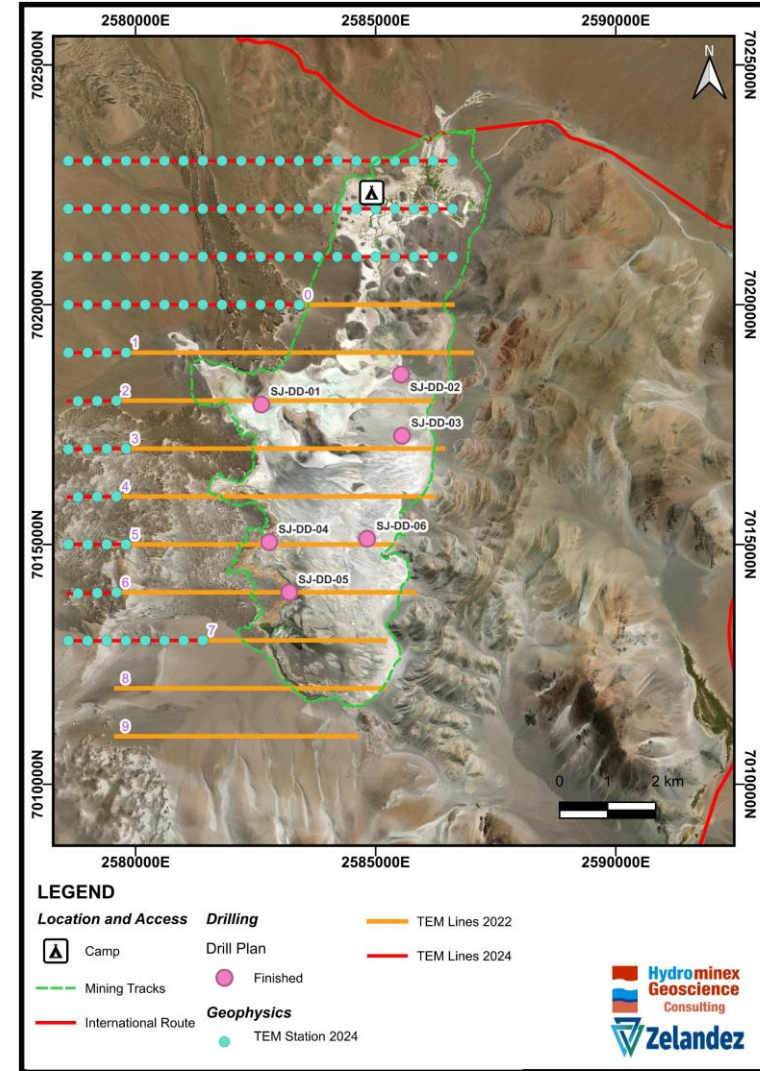 2580000E 2585000E 2590000E
7025000N 7025000N
N
7020000N 7020000N
0
1
SJ-DD-02
2 SJ-DD-01
SJ-DD-03
3
4
7015000N 7015000N
SJ-DD-04 SJ-DD-06
5
SJ-DD-05
6
7
8
9
7010000N 7010000N
0 1 2 km
2580000E 2585000E 2590000E
LEGEND
Location and Access Drilling
TEM Lines 2022
Camp Drill Plan
TEM Lines 2024
Finished
Mining Tracks
Geophysics
International Route
TEM Station 2024
Hydrominex
Geoscience
Consulting
Zelandez